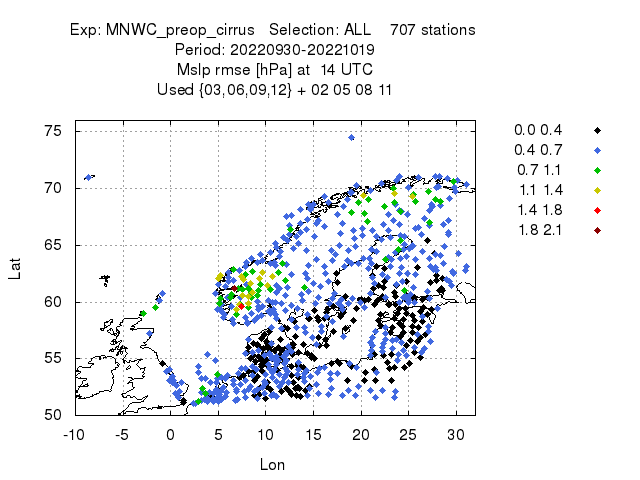 Exp: MNWC_preop_cirrus   Selection: ALL    707 stations
Period: 20220930-20221019
Mslp rmse [hPa] at  14 UTC
Used {03,06,09,12} + 02 05 08 11
0.0 0.4
0.4 0.7
0.7 1.1
1.1 1.4
1.4 1.8
1.8 2.1
75
70
65
60
55
50
Lat
-10 -5 0 5 10 15 20 25 30
Lon